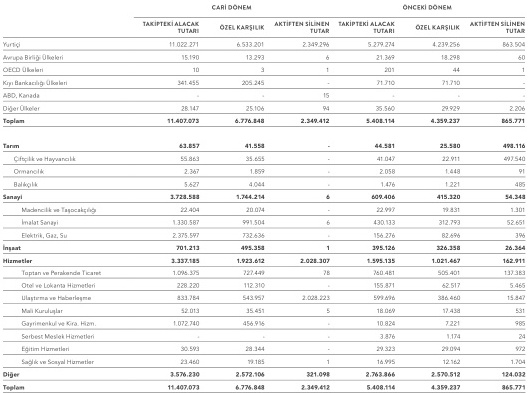 CARİ DÖNEM ÖNCEKİ DÖNEM
TAKİPTEKİ ALACAK TUTARI ÖZEL KARŞILIK AKTİFTEN SİLİNEN TUTAR TAKİPTEKİ ALACAK TUTARI ÖZEL KARŞILIK AKTİFTEN SİLİNEN TUTAR
Yurtiçi 11.022.271 6.533.201 2.349.296 5.279.274 4.239.256 863.504
Avrupa Birliği Ülkeleri 15.190 13.293 6 21.369 18.298 60
OECD Ülkeleri 10 3 1 201 44 1
Kıyı Bankacılığı Ülkeleri 341.455 205.245 - 71.710 71.710 -
ABD, Kanada - - 15 - - -
Diğer Ülkeler 28.147 25.106 94 35.560 29.929 2.206
Toplam 11.407.073 6.776.848 2.349.412 5.408.114 4.359.237 865.771
Tarım 63.857 41.558 - 44.581 25.580 498.116
Çiftçilik ve Hayvancılık 55.863 35.655 - 41.047 22.911 497.540
Ormancılık 2.367 1.859 - 2.058 1.448 91
Balıkçılık 5.627 4.044 - 1.476 1.221 485
Sanayi 3.728.588 1.744.214 6 609.406 415.320 54.348
Madencilik ve Taşocakçılığı 22.404 20.074 - 22.997 19.831 1.301
İmalat Sanayi 1.330.587 991.504 6 430.133 312.793 52.651
Elektrik, Gaz, Su 2.375.597 732.636 - 156.276 82.696 396
İnşaat 701.213 495.358 1 395.126 326.358 26.364
Hizmetler 3.337.185 1.923.612 2.028.307 1.595.135 1.021.467 162.911
Toptan ve Perakende Ticaret 1.096.375 727.449 78 760.481 505.401 137.383
Otel ve Lokanta Hizmetleri 228.220 112.310 - 155.871 62.517 5.465
Ulaştırma ve Haberleşme 833.784 543.957 2.028.223 599.696 386.460 15.847
Mali Kuruluşlar 52.013 35.451 5 18.069 17.438 531
Gayrimenkul ve Kira. Hizm. 1.072.740 456.916 - 10.824 7.221 985
Serbest Meslek Hizmetleri - - - 3.876 1.174 24
Eğitim Hizmetleri 30.593 28.344 - 29.323 29.094 972
Sağlık ve Sosyal Hizmetler 23.460 19.185 1 16.995 12.162 1.704
Diğer 3.576.230 2.572.106 321.098 2.763.866 2.570.512 124.032
Toplam 11.407.073 6.776.848 2.349.412 5.408.114 4.359.237 865.771